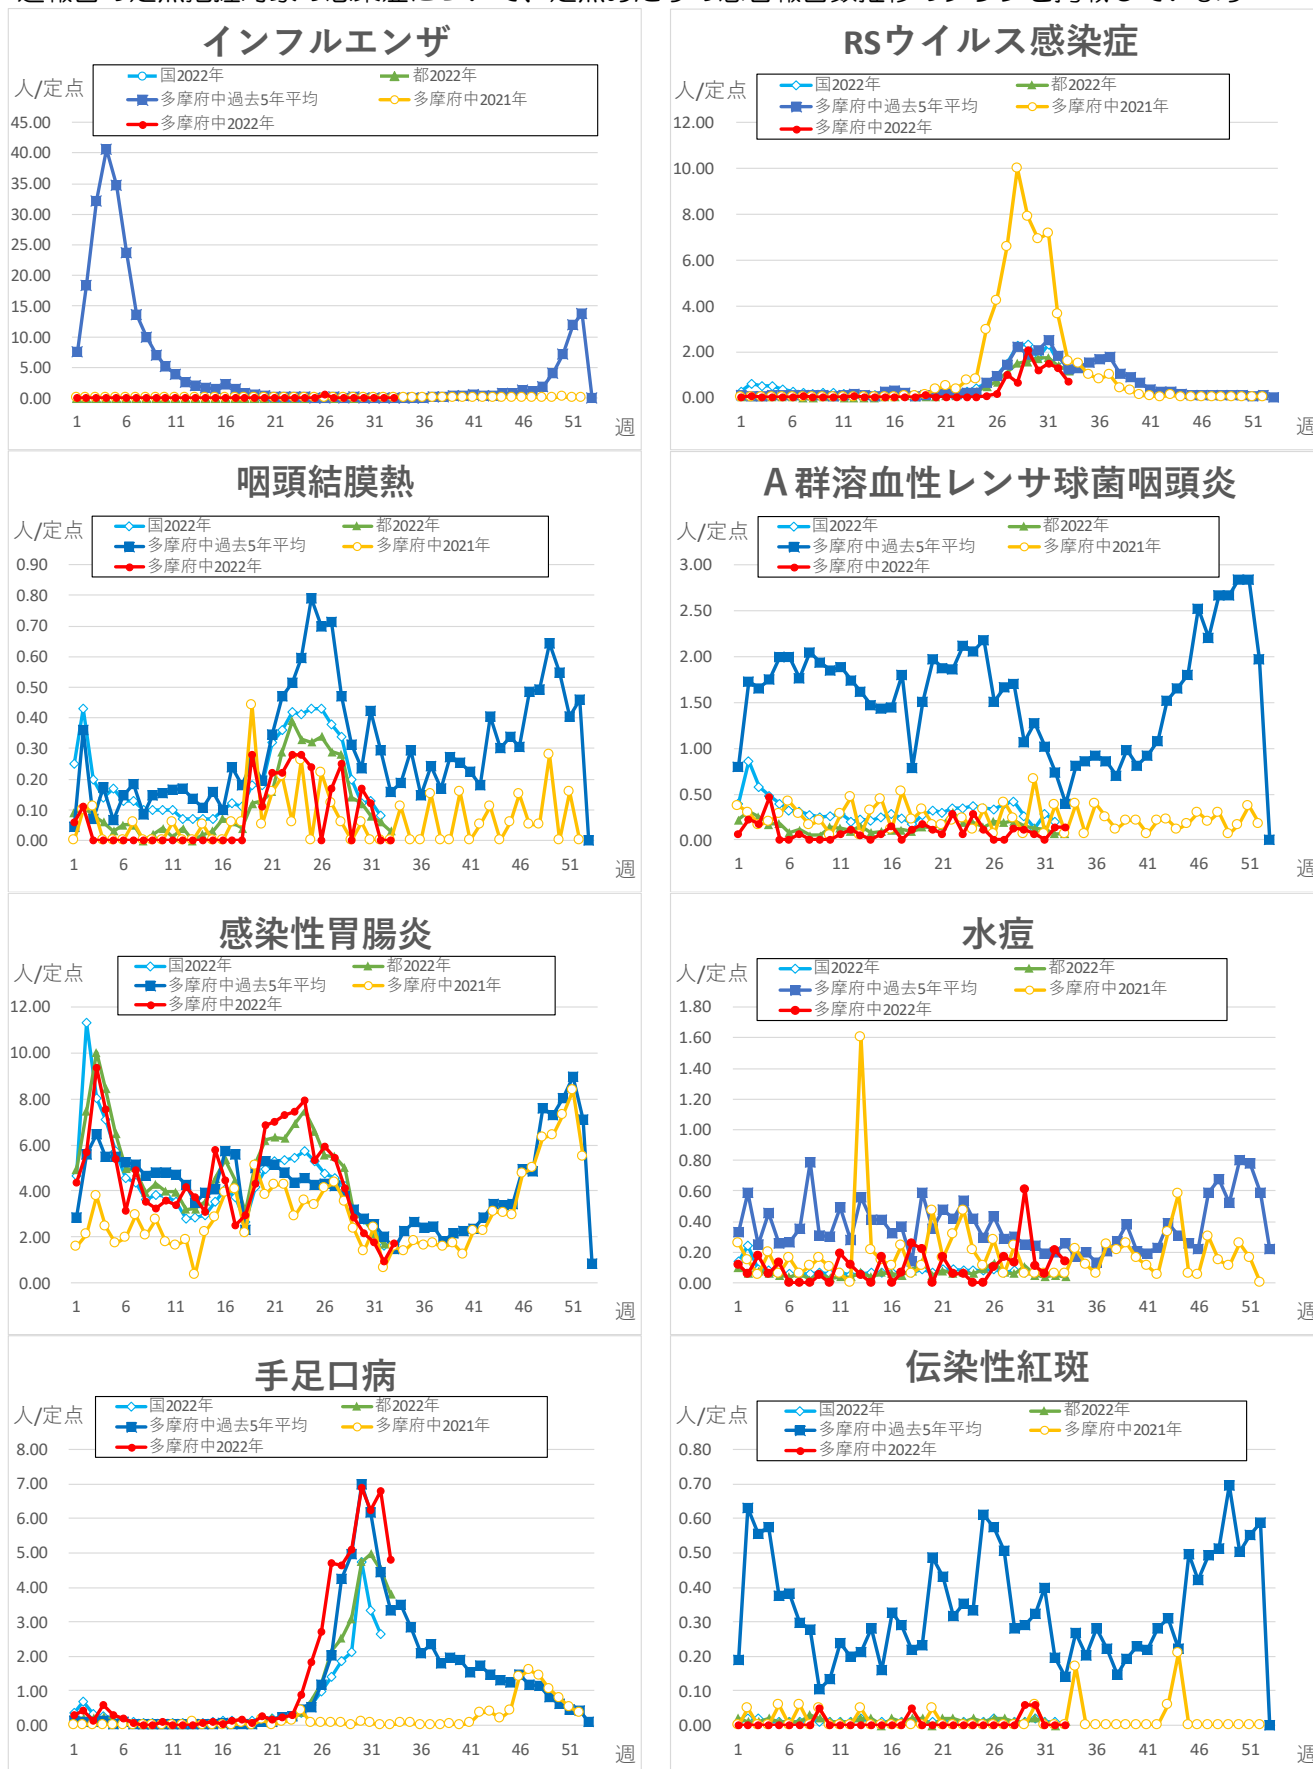 インフルエンザ
人/定点
国2022年
都2022年
多摩府中過去5年平均
多摩府中2021年
多摩府中2022年
45.00
40.00
35.00
30.00
25.00
20.00
15.00
10.00
5.00
0.00
1 6 11 16 21 26 31 36 41 46 51
週
RSウイルス感染症
人/定点
国2022年
都2022年
多摩府中過去5年平均
多摩府中2021年
多摩府中2022年
12.00
10.00
8.00
6.00
4.00
2.00
0.00
1 6 11 16 21 26 31 36 41 46 51
週
咽頭結膜熱
人/定点
国2022年
都2022年
多摩府中過去5年平均
多摩府中2021年
多摩府中2022年
0.90
0.80
0.70
0.60
0.50
0.40
0.30
0.20
0.10
0.00
1 6 11 16 21 26 31 36 41 46 51
週
A群溶血性レンサ球菌咽頭炎
人/定点
国2022年
都2022年
多摩府中過去5年平均
多摩府中2021年
多摩府中2022年
3.00
2.50
2.00
1.50
1.00
0.50
0.00
1 6 11 16 21 26 31 36 41 46 51
週
感染性胃腸炎
人/定点
国2022年
都2022年
多摩府中過去5年平均
多摩府中2021年
多摩府中2022年
12.00
10.00
8.00
6.00
4.00
2.00
0.00
1 6 11 16 21 26 31 36 41 46 51
週
水痘
人/定点
国2022年
都2022年
多摩府中過去5年平均
多摩府中2021年
多摩府中2022年
1.80
1.60
1.40
1.20
1.00
0.80
0.60
0.40
0.20
0.00
1 6 11 16 21 26 31 36 41 46 51
週
手足口病
人/定点
国2022年
都2022年
多摩府中過去5年平均
多摩府中2021年
多摩府中2022年
8.00
7.00
6.00
5.00
4.00
3.00
2.00
1.00
0.00
1 6 11 16 21 26 31 36 41 46 51
週
伝染性紅斑
人/定点
国2022年
都2022年
多摩府中過去5年平均
多摩府中2021年
多摩府中2022年
0.80
0.70
0.60
0.50
0.40
0.30
0.20
0.10
0.00
1 6 11 16 21 26 31 36 41 46 51
週